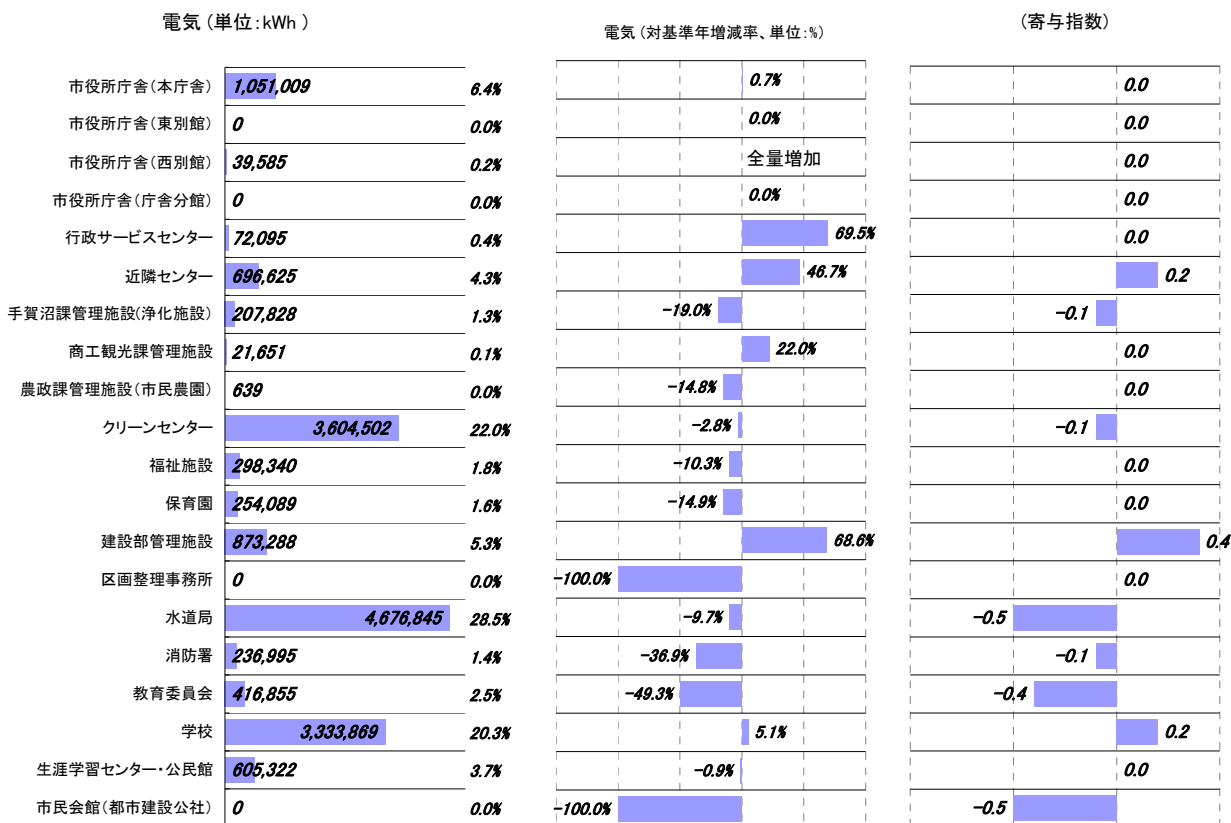 電気（単位:kWh ） 電気（対基準年増減率、単位:%） （寄与指数）
市役所庁舎（本庁舎） 1,051,009 6.4% 0.7% 0.0
市役所庁舎（東別館） 0 0.0% 0.0% 0.0
市役所庁舎（西別館） 39,585 0.2% 全量増加 0.0
市役所庁舎（庁舎分館） 0 0.0% 0.0% 0.0
行政サービスセンター 72,095 0.4% 69.5% 0.0
近隣センター 696,625 4.3% 46.7% 0.2
手賀沼課管理施設(浄化施設) 207,828 1.3% −19.0% −0.1
商工観光課管理施設 21,651 0.1% 22.0% 0.0
農政課管理施設（市民農園） 639 0.0% −14.8% 0.0
クリーンセンター 3,604,502 22.0% −2.8% −0.1
福祉施設 298,340 1.8% −10.3% 0.0
保育園 254,089 1.6% −14.9% 0.0
建設部管理施設 873,288 5.3% 68.6% 0.4
区画整理事務所 0 0.0% −100.0% 0.0
水道局 4,676,845 28.5% −9.7% −0.5
消防署 236,995 1.4% −36.9% −0.1
教育委員会 416,855 2.5% −49.3% −0.4
学校 3,333,869 20.3% 5.1% 0.2
生涯学習センター・公民館 605,322 3.7% −0.9% 0.0
市民会館（都市建設公社） 0 0.0% −100.0% −0.5